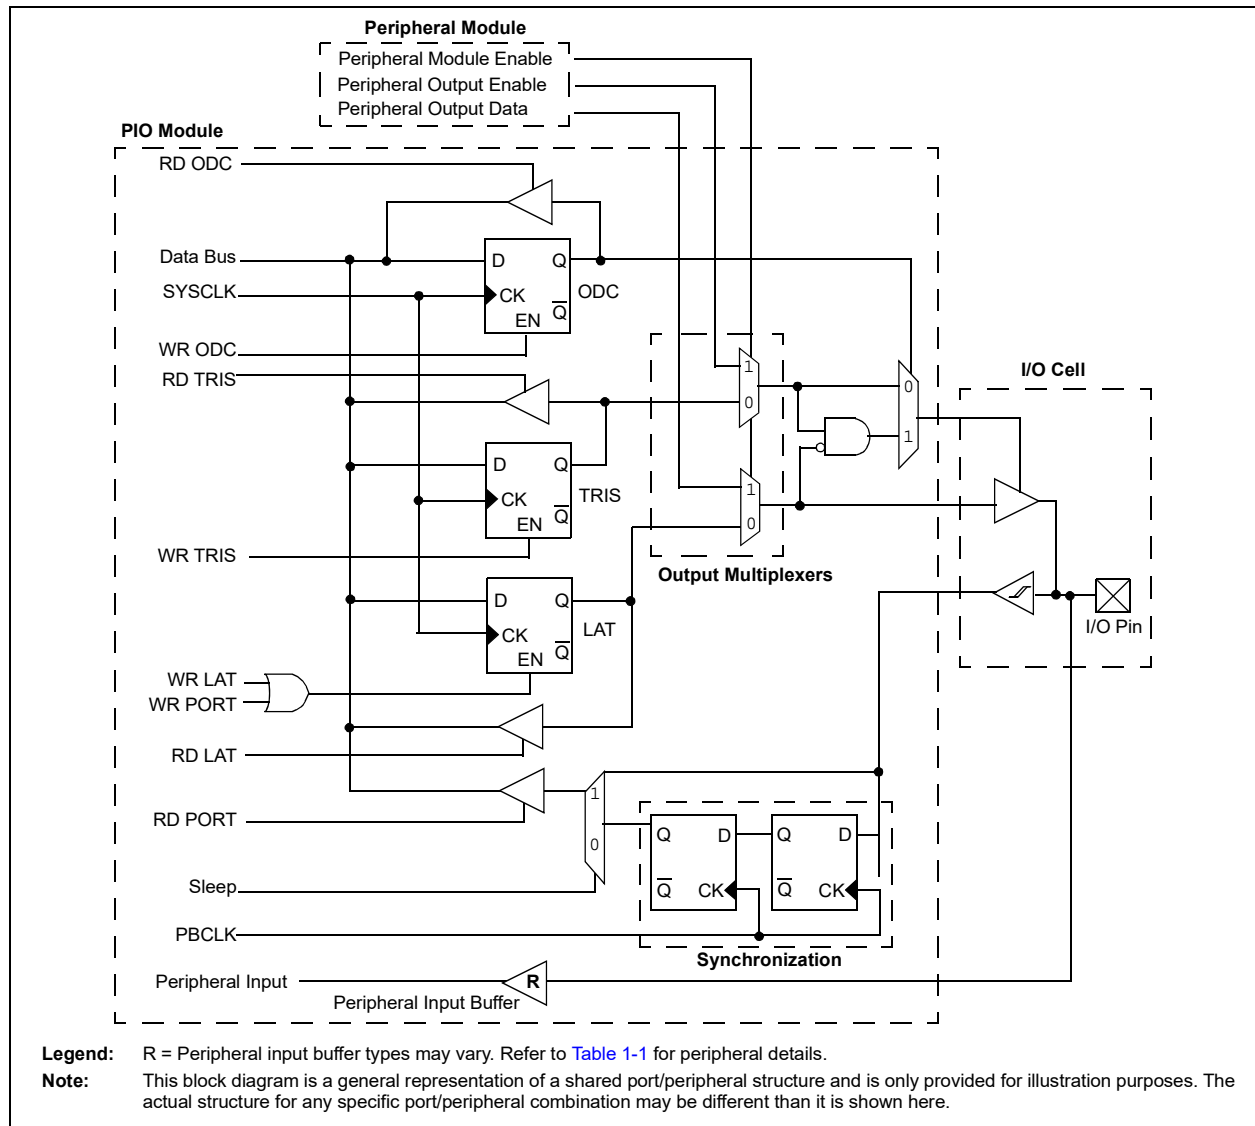 Peripheral Module
Peripheral Module Enable
Peripheral Output Enable
Peripheral Output Data
PIO Module
RD ODC
Data Bus
D Q
SYSCLK
CK
ODC
EN Q
WR ODC
RD TRIS
1
0
I/O Cell
0
1
D Q
CK
TRIS
EN Q
1
0
WR TRIS
Output Multiplexers
D Q
CK
LAT
EN Q
I/O Pin
WR LAT
WR PORT
RD LAT
RD PORT
1
0
Q D Q D
Q CK Q CK
Sleep
PBCLK
Synchronization
Peripheral Input
R
Peripheral Input Buffer
Legend: R = Peripheral input buffer types may vary. Refer to Table 1-1 for peripheral details.
Note: This block diagram is a general representation of a shared port/peripheral structure and is only provided for illustration purposes. The
actual structure for any specific port/peripheral combination may be different than it is shown here.